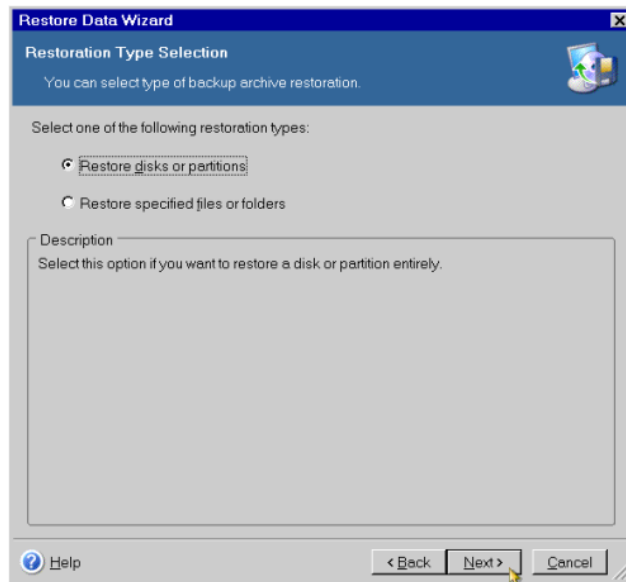 Restore Data Wizard
Restoration Type Selection
You can select type of backup archive restoration.
Select one of the following restoration types:
Restore disks or partitions
Restore specified files or folders
Description
Select this option if you want to restore a disk or partition entirely.
Help
< Back
Next >
Cancel